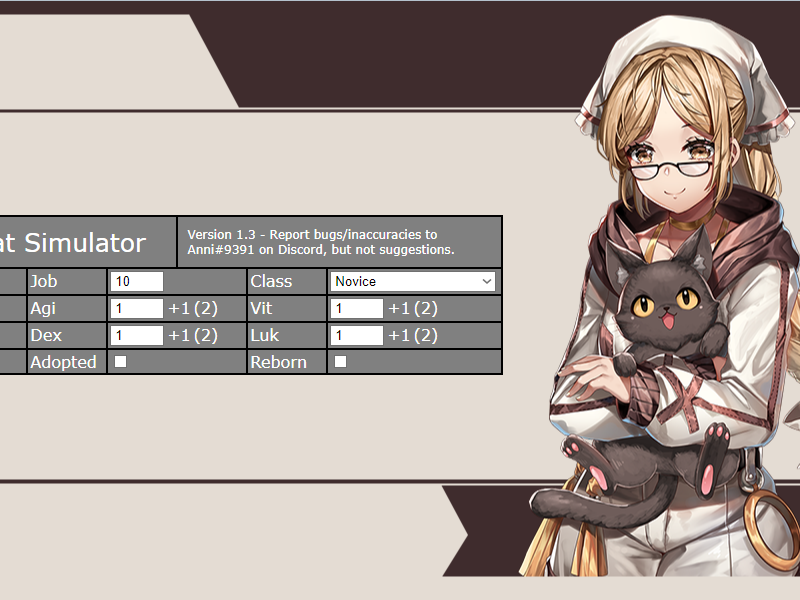 at Simulator
Version 1.3 - Report bugs/inaccuracies to
Anni#9391 on Discord, but not suggestions.
Job 10 Class Novice
Agi 1 +1 (2) Vit 1 +1 (2)
Dex 1 +1 (2) Luk 1 +1 (2)
Adopted Reborn